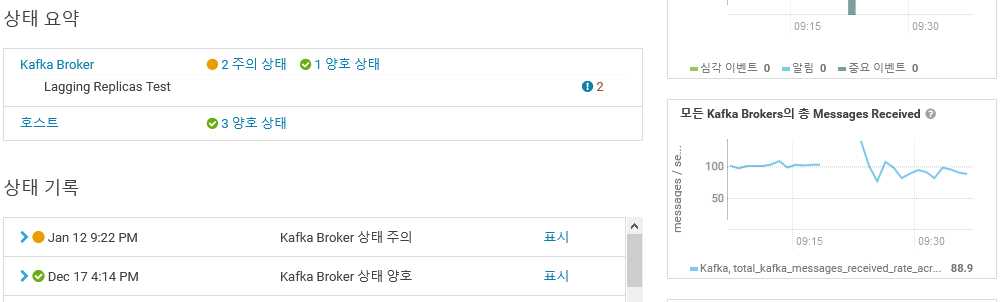 상태 요약
Kafka Broker 2 주의 상태 1 양호 상태
Lagging Replicas Test 2
호스트 3 양호 상태
상태 기록
Jan 12 9:22 PM Kafka Broker 상태 주의 표시
Dec 17 4:14 PM Kafka Broker 상태 양호 표시
09:15 09:30
심각 이벤트 0 알림 0 중요 이벤트 0
모든 Kafka Brokers의 총 Messages Received
messages / se...
100
50
09:15 09:30
Kafka, total_kafka_messages_received_rate_acr... 88.9